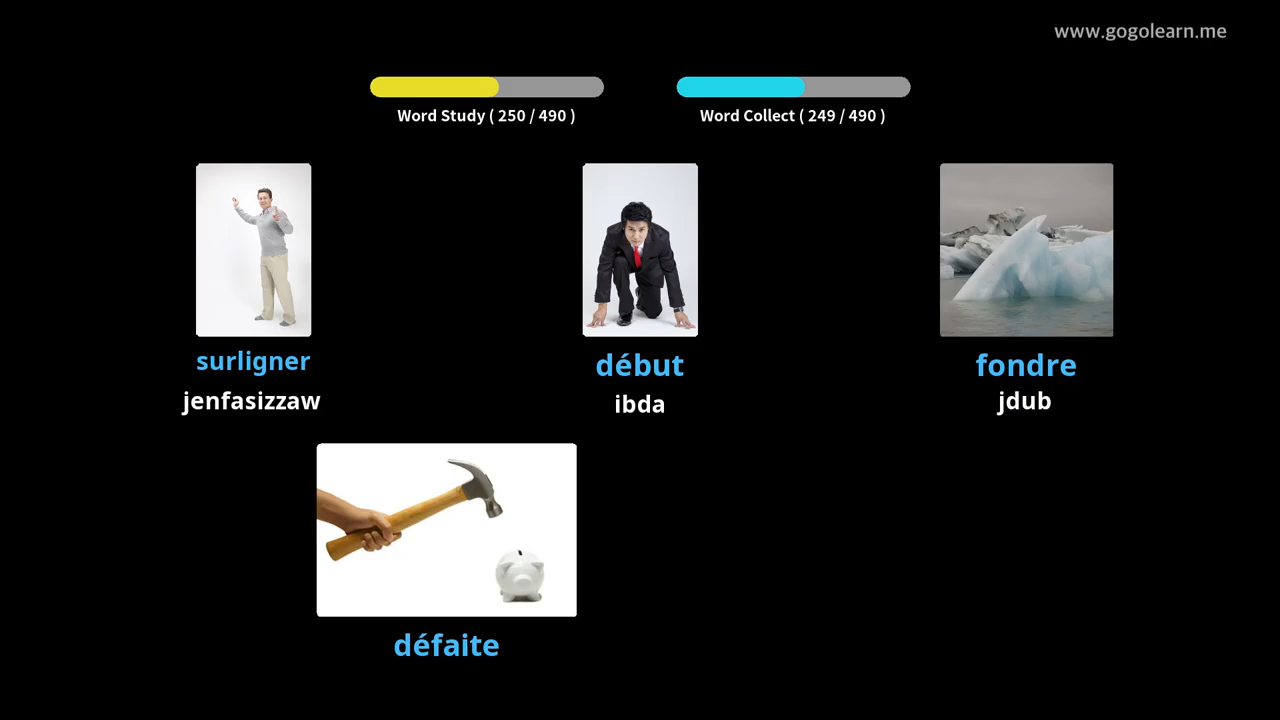 www.gogolearn.me
Word Study ( 250 / 490 )
Word Collect ( 249 / 490 )
surligner
début
fondre
jenfasizzaw
ibda
jdub
défaite